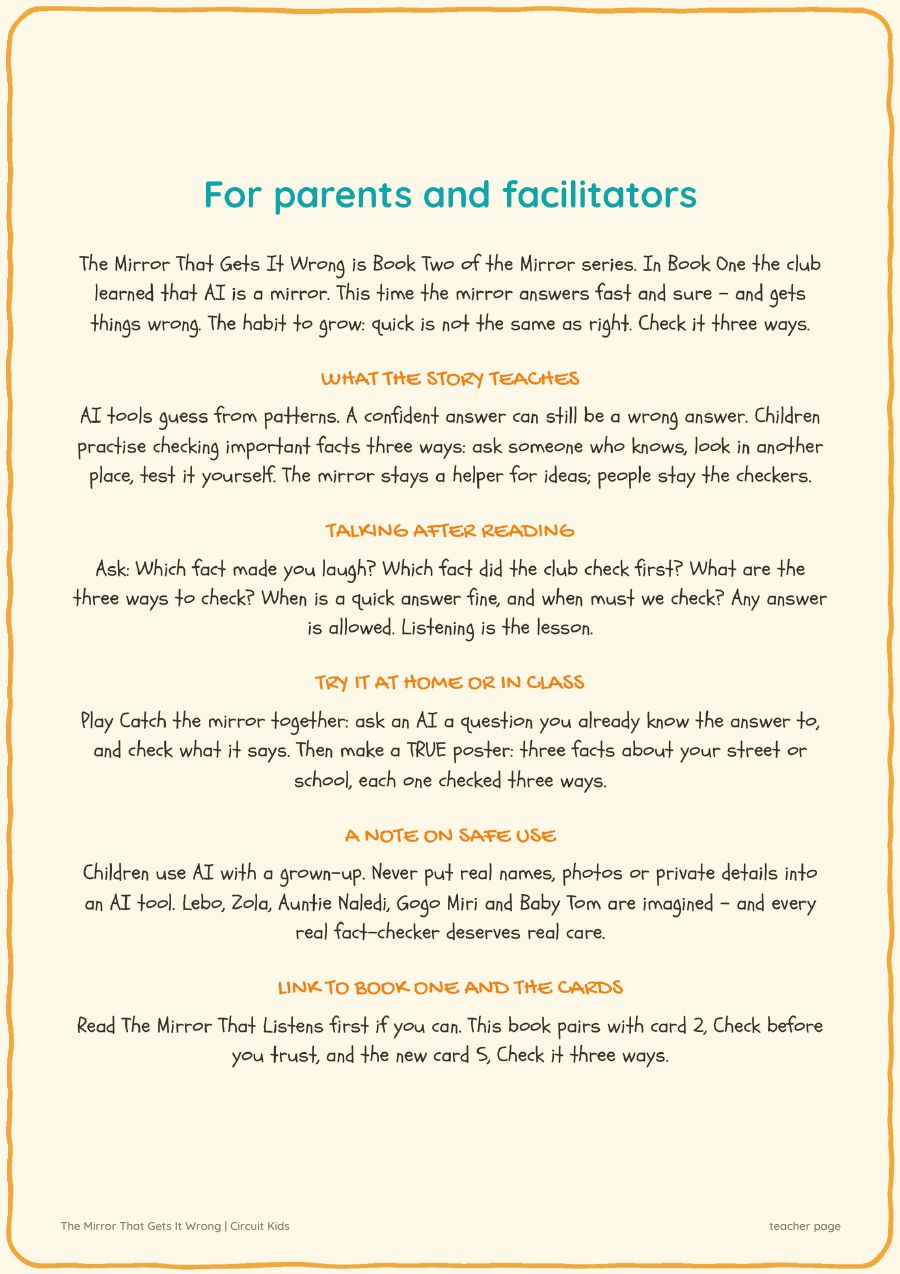 For parents and facilitators
The Mirror That Gets It Wrong is Book Two of the Mirror series. In Book One the club
learned that AI is a mirror. This time the mirror answers fast and sure – and gets
things wrong. The habit to grow: quick is not the same as right. Check it three ways.
WHAT THE STORY TEACHES
AI tools guess from patterns. A confident answer can still be a wrong answer. Children
practise checking important facts three ways: ask someone who knows, look in another
place, test it yourself. The mirror stays a helper for ideas; people stay the checkers.
TALKING AFTER READING
Ask: Which fact made you laugh? Which fact did the club check first? What are the
three ways to check? When is a quick answer fine, and when must we check? Any answer
is allowed. Listening is the lesson.
TRY IT AT HOME OR IN CLASS
Play Catch the mirror together: ask an AI a question you already know the answer to,
and check what it says. Then make a TRUE poster: three facts about your street or
school, each one checked three ways.
A NOTE ON SAFE USE
Children use AI with a grown-up. Never put real names, photos or private details into
an AI tool. Lebo, Zola, Auntie Naledi, Gogo Miri and Baby Tom are imagined – and every
real fact-checker deserves real care.
LINK TO BOOK ONE AND THE CARDS
Read The Mirror That Listens first if you can. This book pairs with card 2, Check before
you trust, and the new card 5, Check it three ways.
The Mirror That Gets It Wrong | Circuit Kids
teacher page